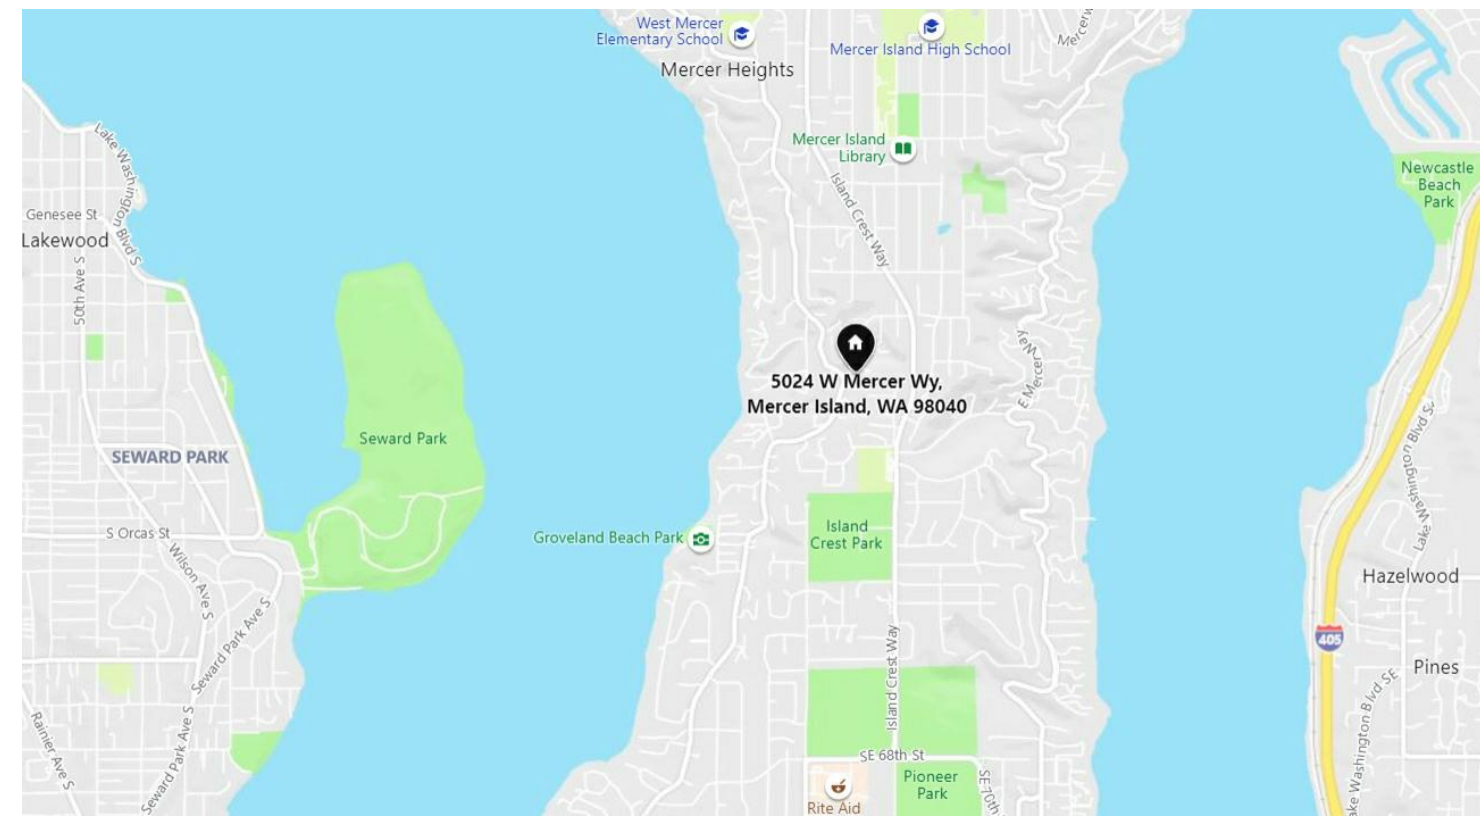 West Mercer
Elementary School
Mercer Island High School
Mercer Heights
Mercer Island
Library
Lake Washington Blvd S
Genesee St
Lakewood
50th Ave S
Island Crest Way
Newcastle
Beach
Park
E Mercer Way
5024 W Mercer Wy,
Mercer Island, WA 98040
Seward Park
SEWARD PARK
Lake Washington Blvd SE
S Orcas St
Wilson Ave S
Groveland Beach Park
Island
Crest Park
Hazelwood
405
Seward Park Ave S
Island Crest Way
Pines
Rainier Ave S
Seward Park Ave S
SE 68th St
Pioneer
Park
SE 70th
Rite Aid
ake Washington Blvd SE